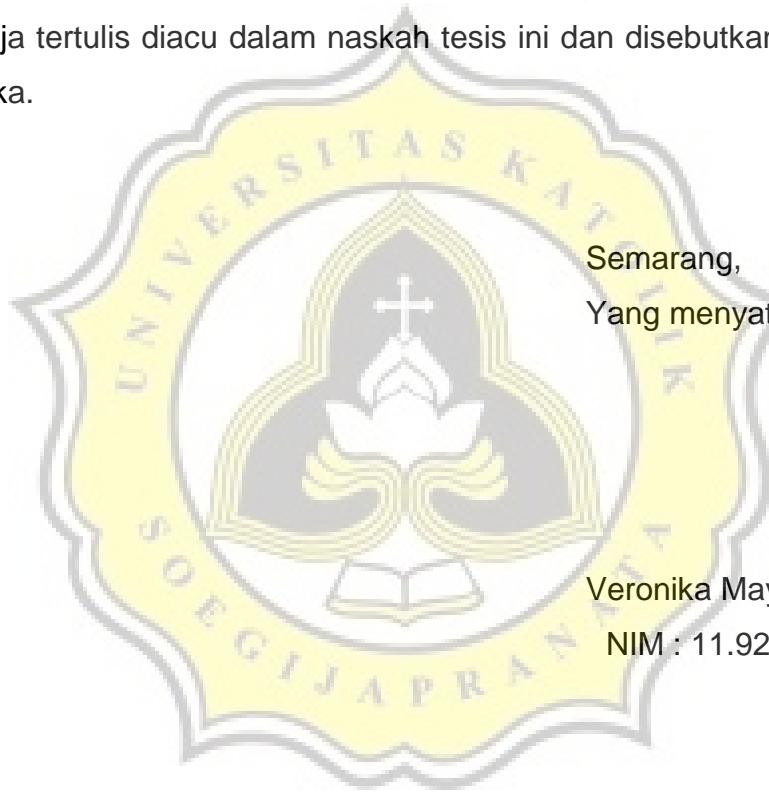 ja tertulis diacu dalam naskah tesis ini dan disebutkan
ka.
UNIVERSITAS KATOLIK
SOEGIJAPRANATA
Semarang,
Yang menyat
Veronika May
NIM : 11.92